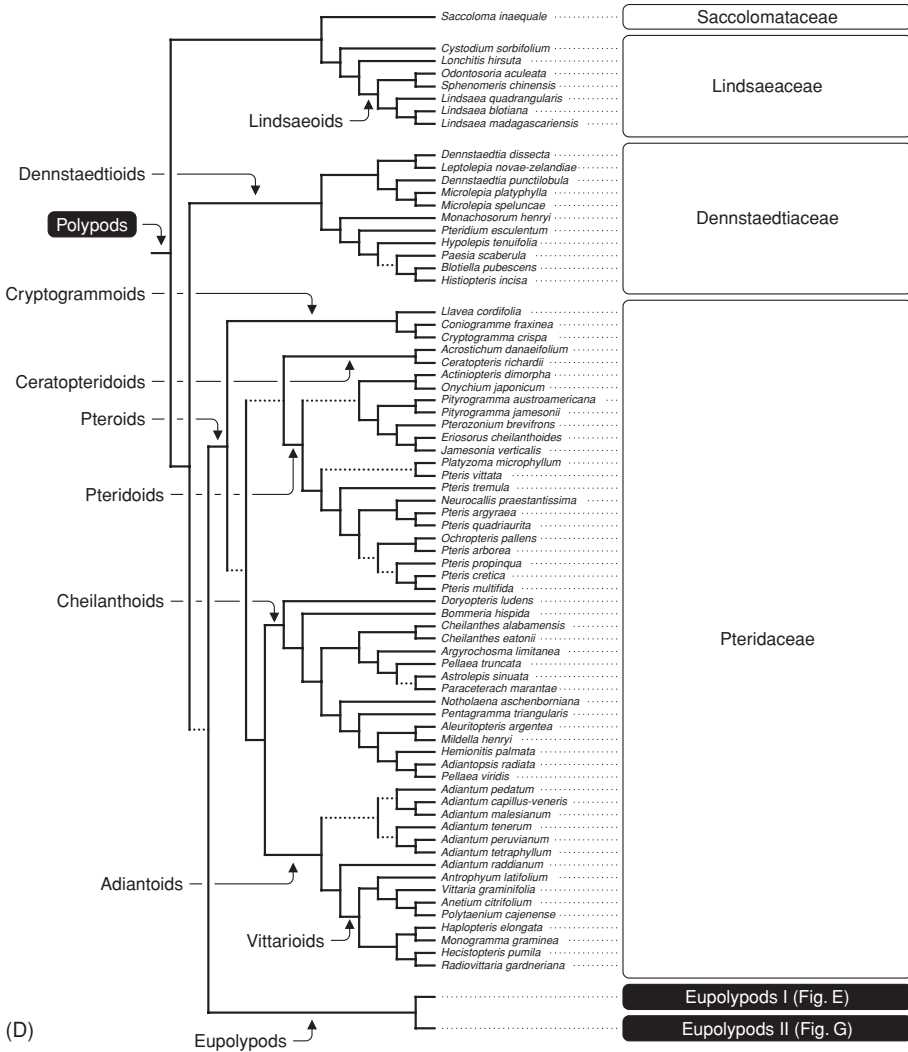 Saccoloma inaequale
Saccolomataceae
Cystodium sorbifolium
Lonchitis hirsuta
Odontosoria aculeata
Sphenomeris chinensis
Lindsaea quadrangularis
Lindsaea blotiana
Lindsaea madagascariensis
Lindsaeaceae
Lindsaeoids
Dennstaedtia dissecta
Leptolepia novae-zelandiae
Dennstaedtia punctilobula
Microlepia platyphylla
Microlepia speluncae
Monachosorum henryi
Pteridium esculentum
Hypolepis tenuifolia
Paesia scaberula
Blotiella pubescens
Histiopteris incisa
Dennstaedtiaceae
Dennstaedtioids
Polypods
Cryptogrammoids
Llavea cordifolia
Coniogramme fraxinea
Cryptogramma crispa
Acrostichum danaeifolium
Ceratopteris richardii
Ceratopteridoids
Actiniopteris dimorpha
Onychium japonicum
Pityrogramma austroamericana
Pityrogramma jamesonii
Pterozonium brevifrons
Eriosorus cheilanthoides
Jamesonia verticalis
Pteroids
Platyzoma microphyllum
Pteris vittata
Pteris tremula
Neurocallis praestantissima
Pteris argyraea
Pteris quadriaurita
Ochropteris pallens
Pteris arborea
Pteris propinqua
Pteris cretica
Pteris multifida
Pteridoids
Cheilanthoids
Doryopteris ludens
Bommeria hispida
Cheilanthes alabamensis
Cheilanthes eatonii
Argyrochosma limitanea
Pellaea truncata
Astrolepis sinuata
Paraceterach marantae
Notholaena aschenborniana
Pentagramma triangularis
Aleuritopteris argentea
Mildella henryi
Hemionitis palmata
Adiantopsis radiata
Pellaea viridis
Pteridaceae
Adiantum pedatum
Adiantum capillus-veneris
Adiantum malesianum
Adiantum tenerum
Adiantum peruvianum
Adiantum tetraphyllum
Adiantum raddianum
Adiantoids
Antrophyum latifolium
Vittaria graminifolia
Anetium citrifolium
Polytaenium cajenense
Haplopteris elongata
Monogramma graminea
Hecistopteris pumila
Radiovittaria gardneriana
Vittarioids
Eupolypods I (Fig. E)
Eupolypods II (Fig. G)
Eupolypods
(D)